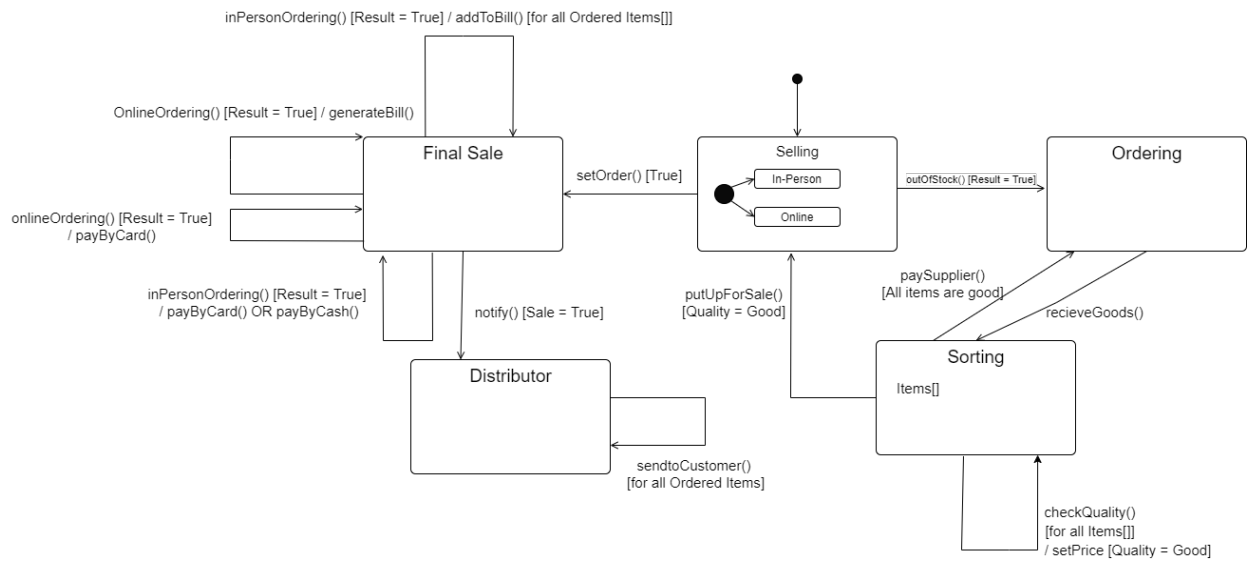 inPersonOrdering() [Result = True] / addToBill() [for all Ordered Items[]]
OnlineOrdering() [Result = True] / generateBill()
Final Sale
setOrder() [True]
Selling
In-Person
Online
outOfStock() [Result = True]
Ordering
onlineOrdering() [Result = True]
/ payByCard()
inPersonOrdering() [Result = True]
/ payByCard() OR payByCash()
notify() [Sale = True]
putUpForSale()
[Quality = Good]
paySupplier()
[All items are good]
recieveGoods()
Distributor
Sorting
Items[]
sendtoCustomer()
[for all Ordered Items]
checkQuality()
[for all Items[]]
/ setPrice [Quality = Good]